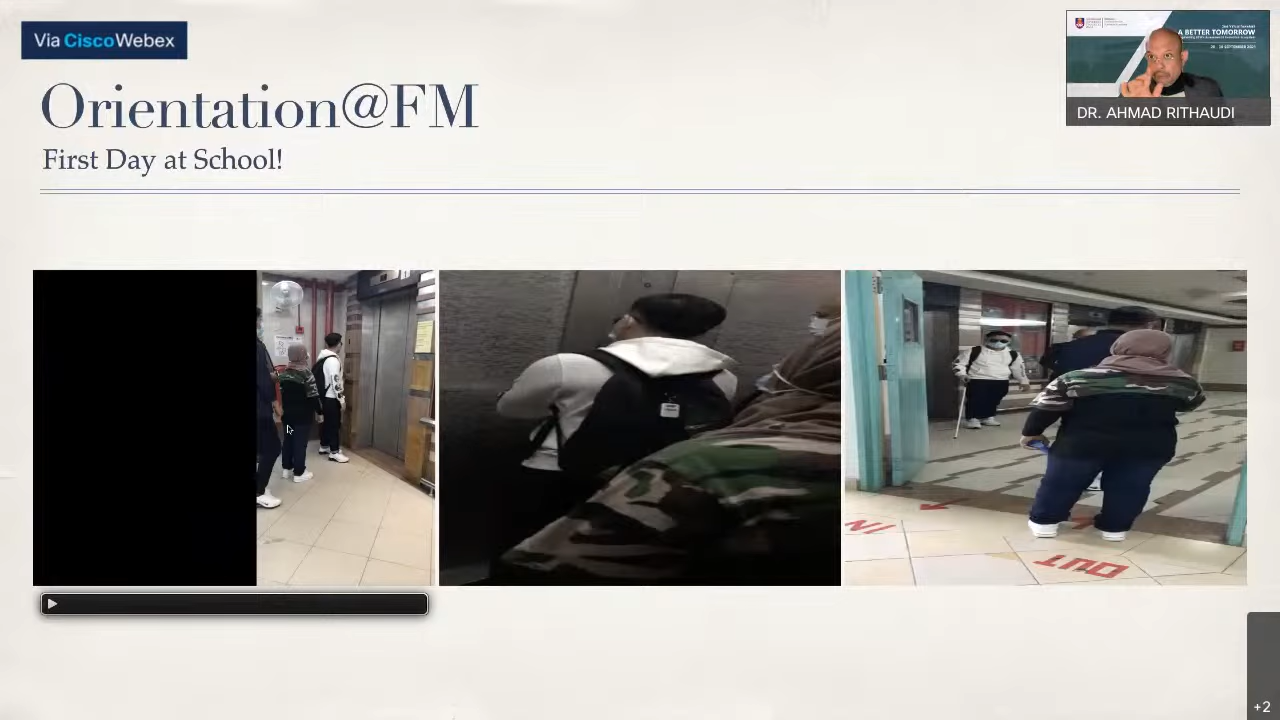 Via CiscoWebex
Orientation@FM
First Day at School!
A BETTER TOMORROW
DR. AHMAD RITHAUDI
IN
OUT
+2